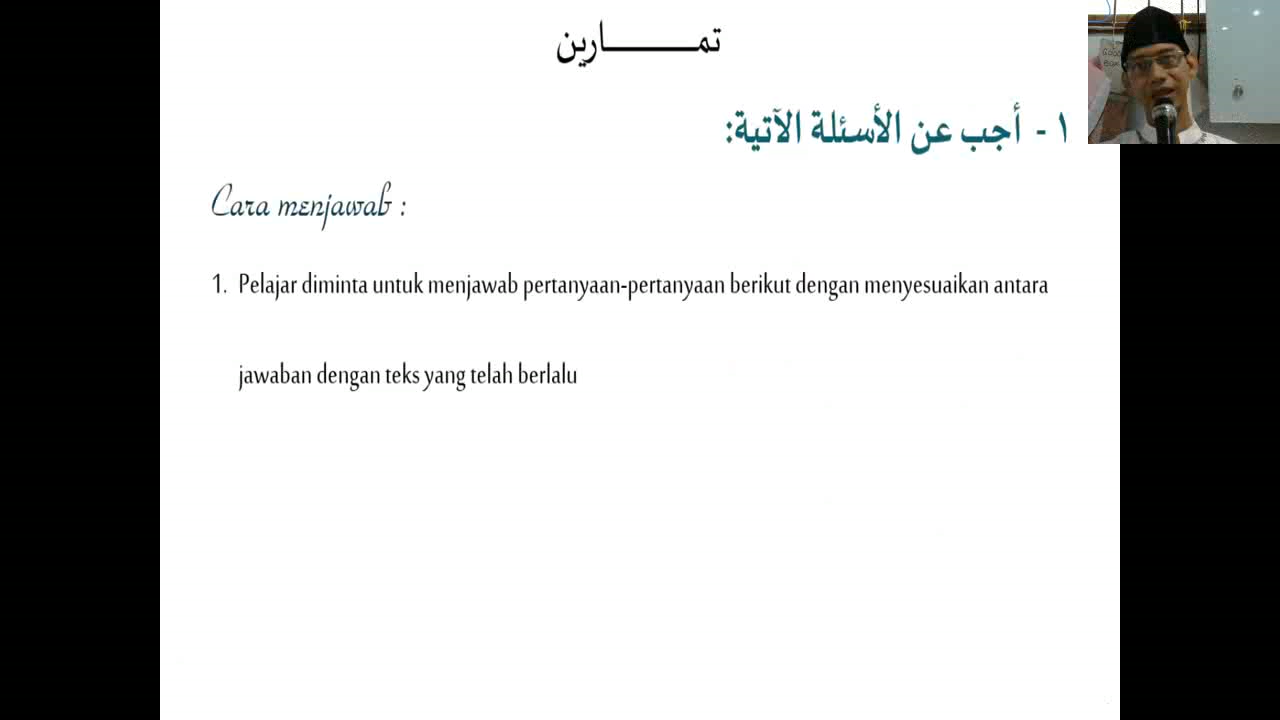 تمـــــــــارين
١ - أجب عن الأسئلة الآتية:
Cara menjawab :
1. Pelajar diminta untuk menjawab pertanyaan-pertanyaan berikut dengan menyesuaikan antara
jawaban dengan teks yang telah berlalu